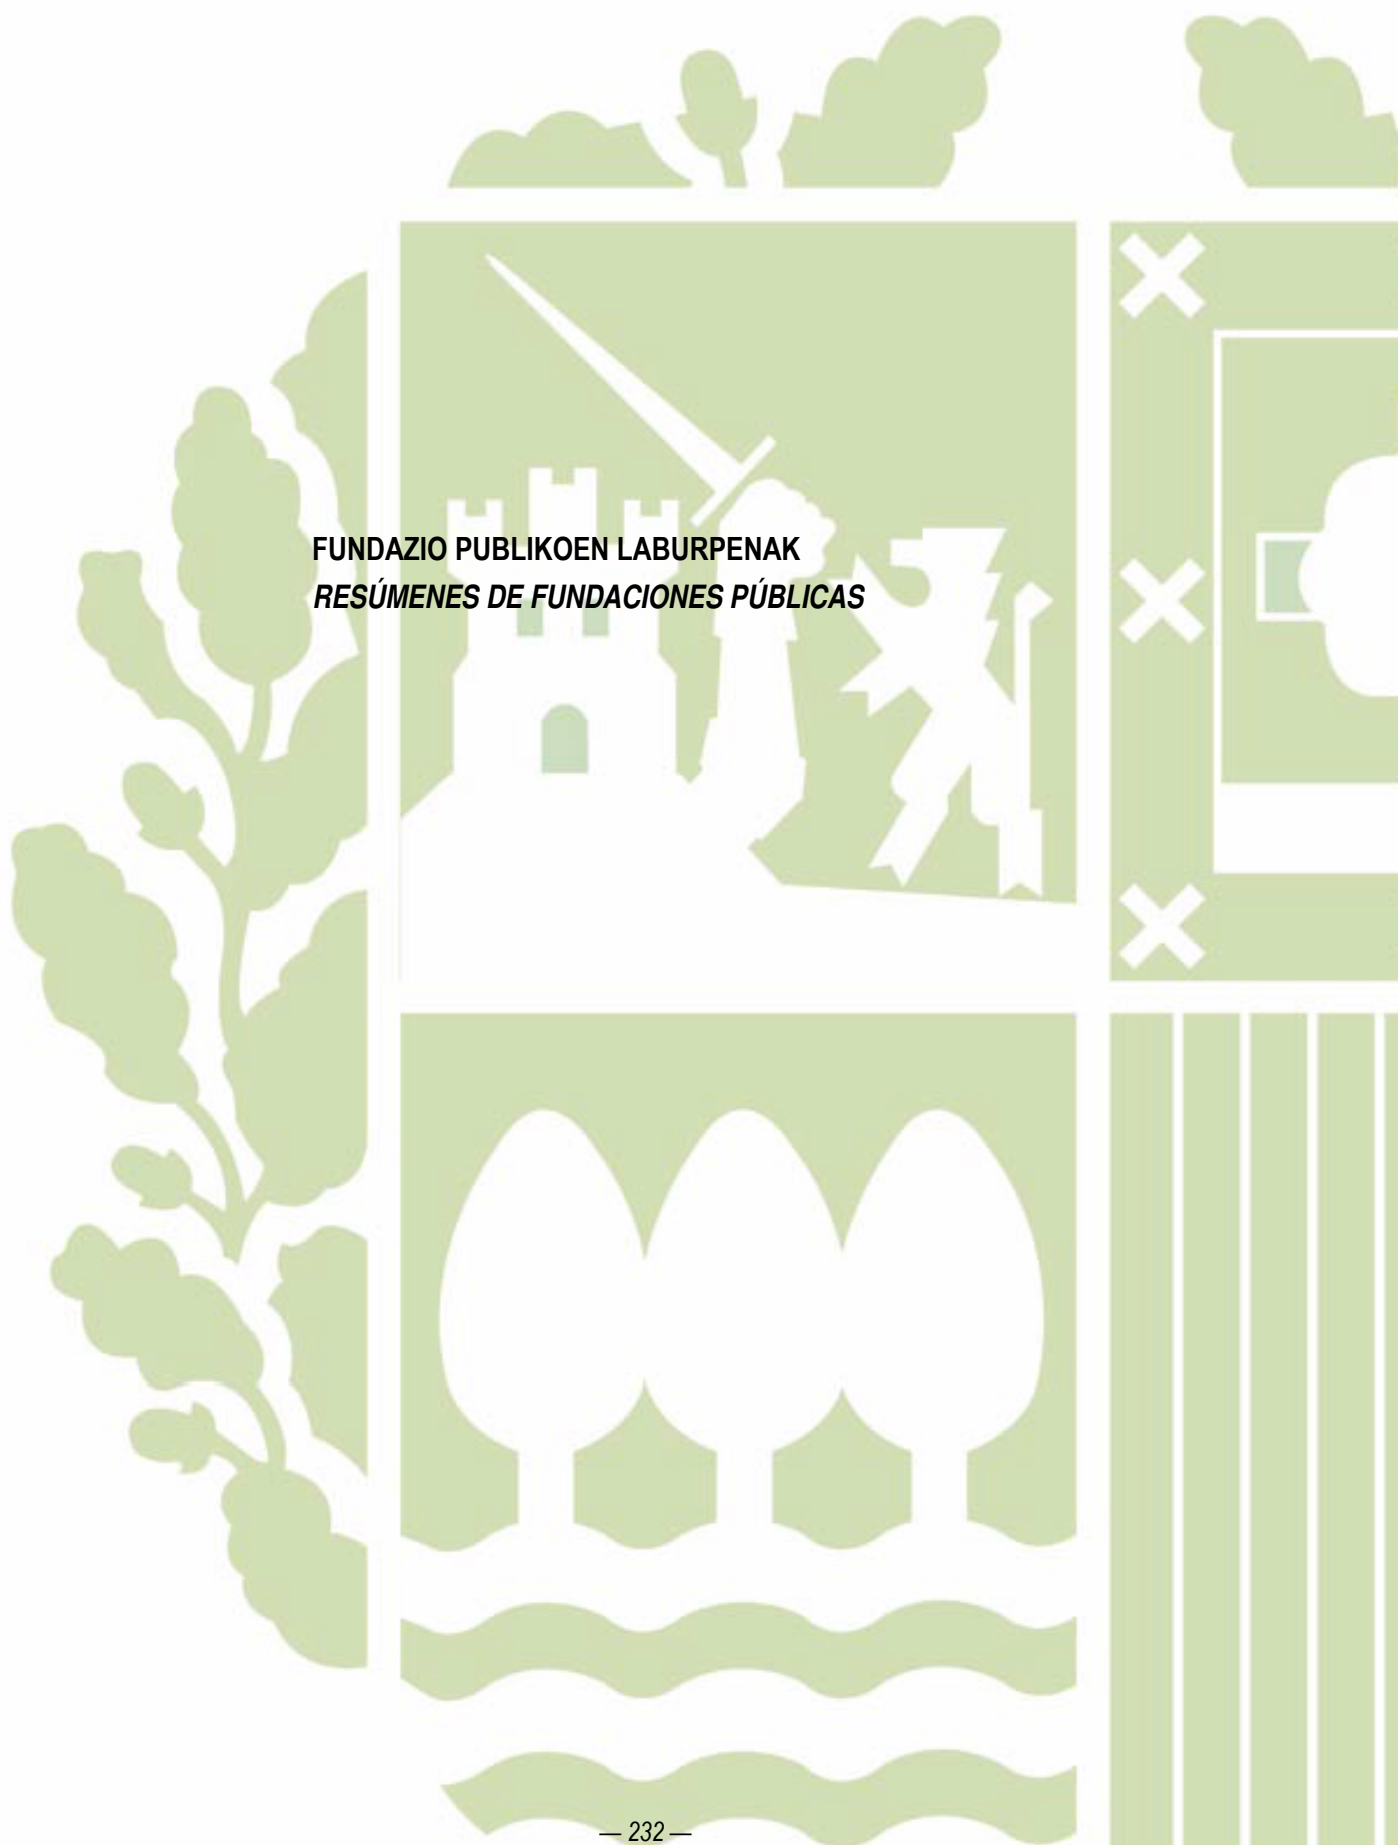 FUNDAZIO PUBLIKOEN LABURPENAK
RESÚMENES DE FUNDACIONES PÚBLICAS
— 232 —